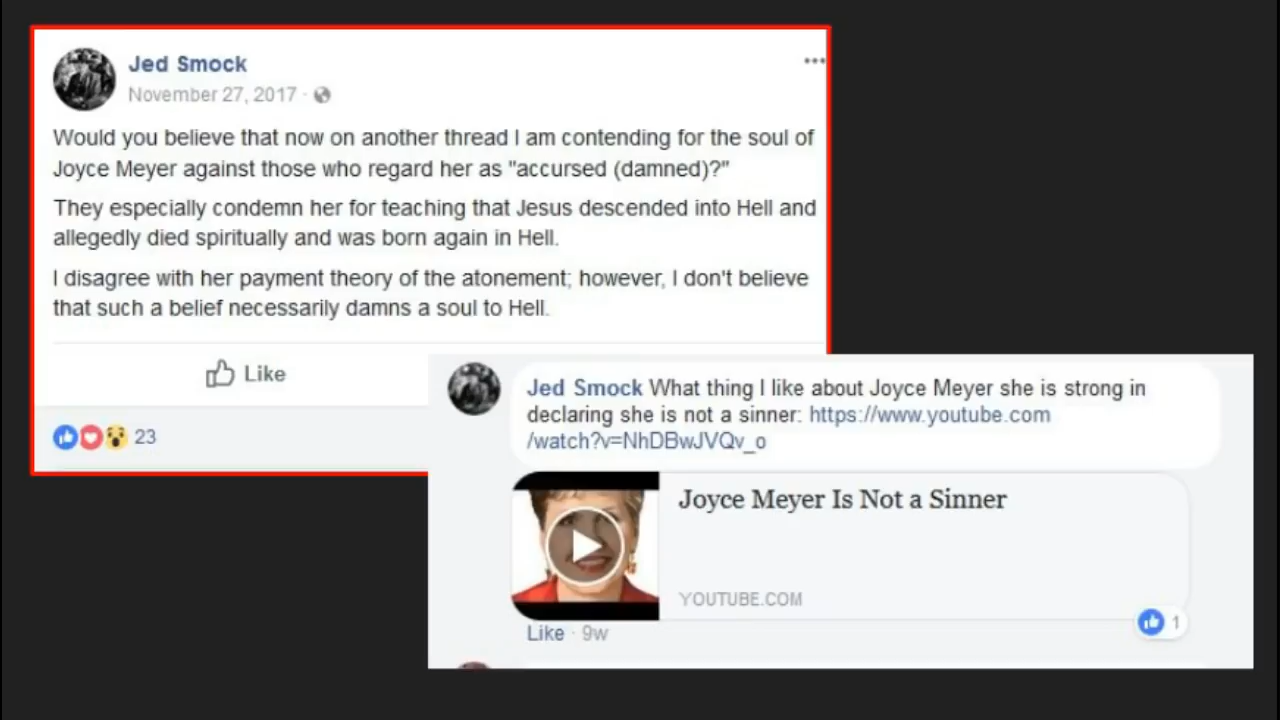 Jed Smock
November 27, 2017 ·
Would you believe that now on another thread I am contending for the soul of
Joyce Meyer against those who regard her as "accursed (damned)?"
They especially condemn her for teaching that Jesus descended into Hell and
allegedly died spiritually and was born again in Hell.
I disagree with her payment theory of the atonement; however, I don't believe
that such a belief necessarily damns a soul to Hell.
Like
23
Jed Smock What thing I like about Joyce Meyer she is strong in
declaring she is not a sinner: https://www.youtube.com
/watch?v=NhDBwJVQv_o
Joyce Meyer Is Not a Sinner
YOUTUBE.COM
1
Like · 9w